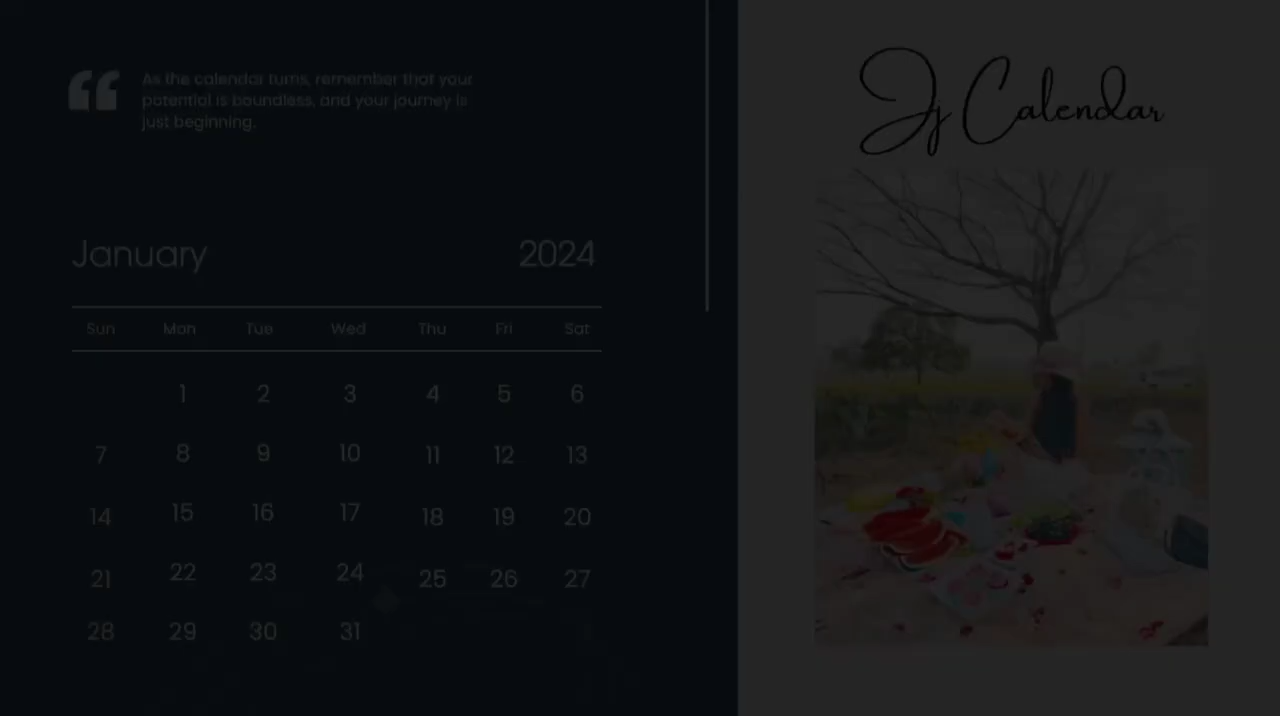 As the calendar turns, remember that your
potential is boundless, and your journey is
just beginning.
Jj Calendar
January 2024
Sun Mon Tue Wed Thu Fri Sat
1 2 3 4 5 6
7 8 9 10 11 12 13
14 15 16 17 18 19 20
21 22 23 24 25 26 27
28 29 30 31